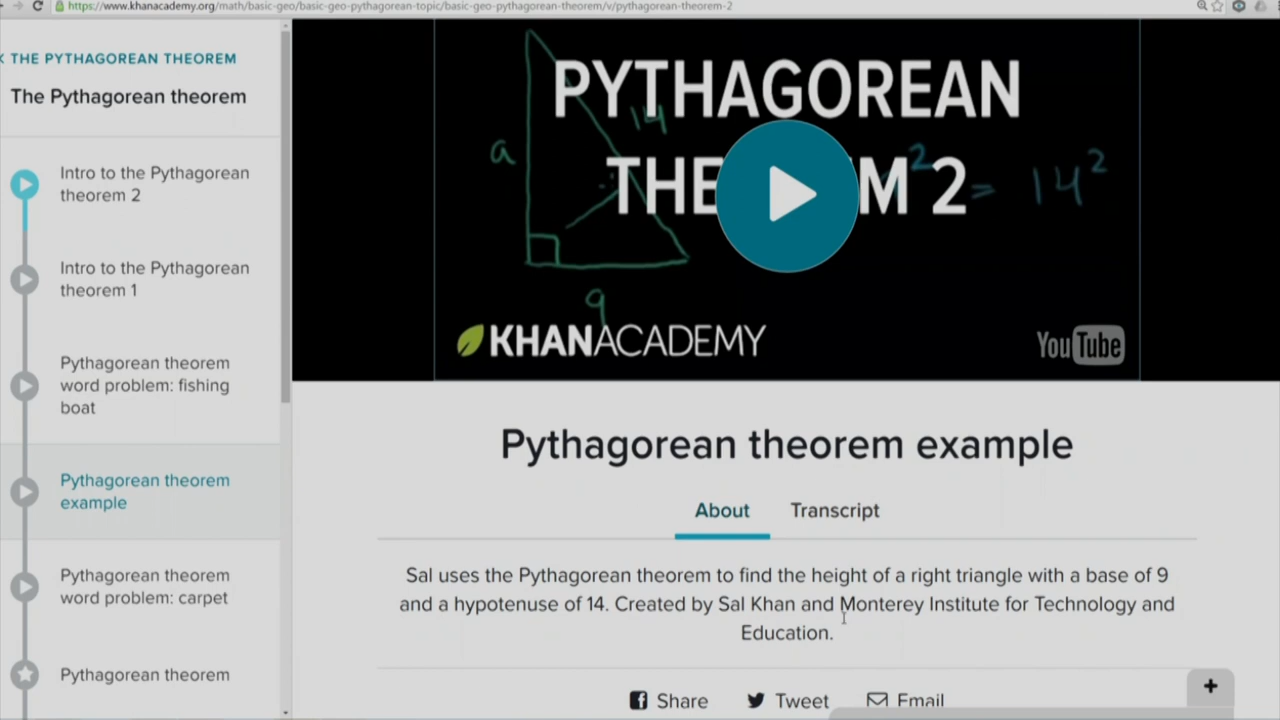 https://www.khanacademy.org/math/basic-geo/basic-geo-pythagorean-topic/basic-geo-pythagorean-theorem/v/pythagorean-theorem-2
THE PYTHAGOREAN THEOREM
The Pythagorean theorem
Intro to the Pythagorean
theorem 2
Intro to the Pythagorean
theorem 1
Pythagorean theorem
word problem: fishing
boat
Pythagorean theorem
example
Pythagorean theorem
word problem: carpet
Pythagorean theorem
PYTHAGOREAN
14
a
THE M 2
2 = 14²
9
KHANACADEMY
YouTube
Pythagorean theorem example
About Transcript
Sal uses the Pythagorean theorem to find the height of a right triangle with a base of 9
and a hypotenuse of 14. Created by Sal Khan and Monterey Institute for Technology and
Education.
Share Tweet Email
+